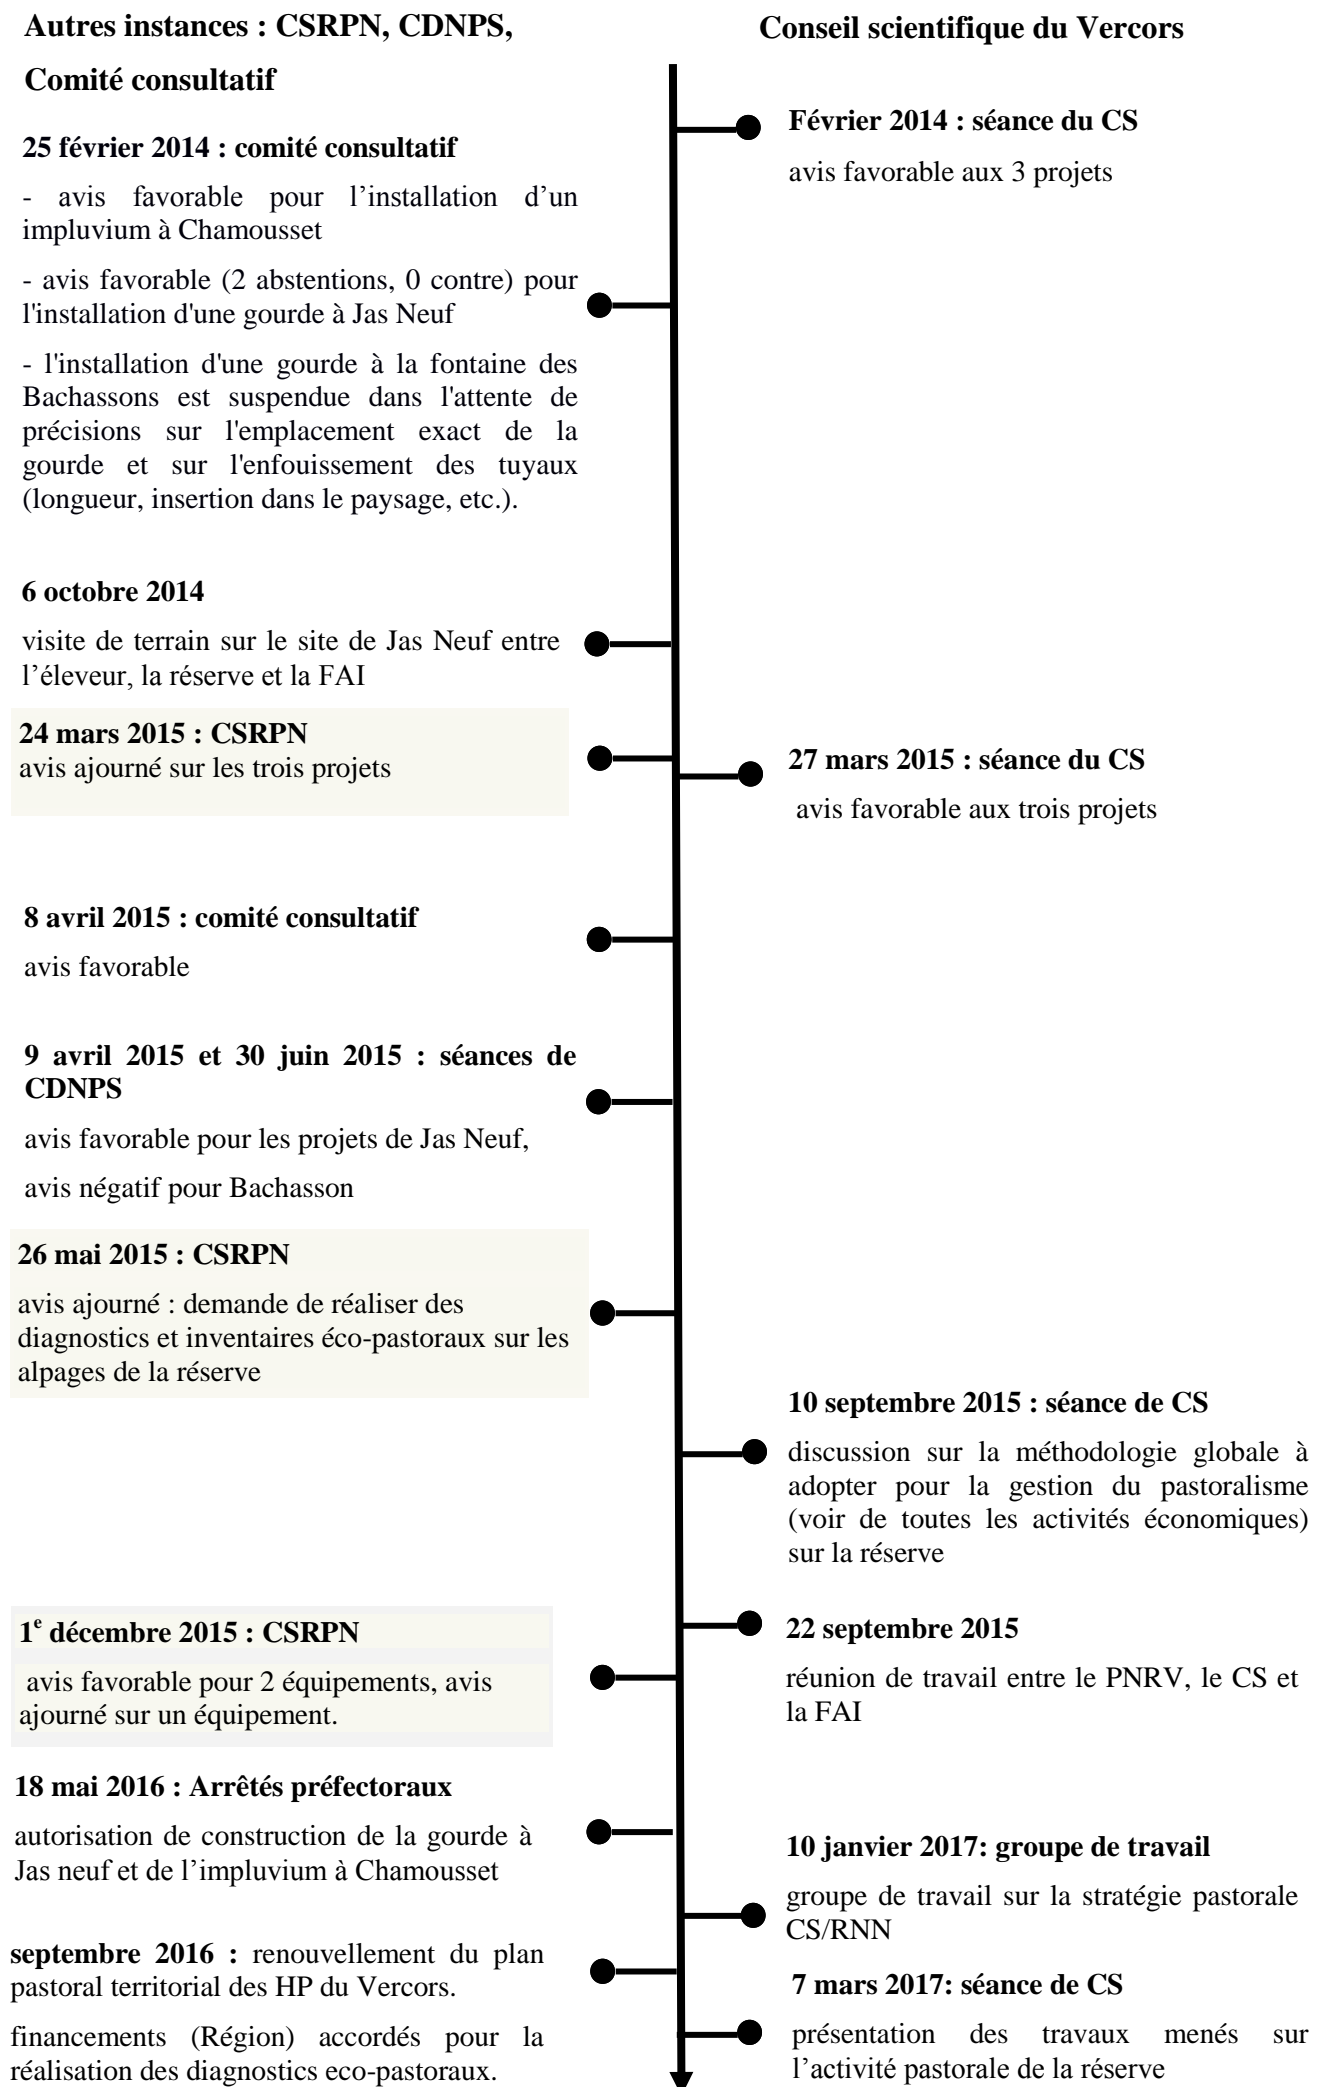 Autres instances : CSRPN, CDNPS,
Comité consultatif
25 février 2014 : comité consultatif
- avis favorable pour l’installation d’un
impluvium à Chamousset
- avis favorable (2 abstentions, 0 contre) pour
l'installation d'une gourde à Jas Neuf
- l'installation d'une gourde à la fontaine des
Bachassons est suspendue dans l'attente de
précisions sur l'emplacement exact de la
gourde et sur l'enfouissement des tuyaux
(longueur, insertion dans le paysage, etc.).
6 octobre 2014
visite de terrain sur le site de Jas Neuf entre
l’éleveur, la réserve et la FAI
24 mars 2015 : CSRPN
avis ajourné sur les trois projets
8 avril 2015 : comité consultatif
avis favorable
9 avril 2015 et 30 juin 2015 : séances de
CDNPS
avis favorable pour les projets de Jas Neuf,
avis négatif pour Bachasson
26 mai 2015 : CSRPN
avis ajourné : demande de réaliser des
diagnostics et inventaires éco-pastoraux sur les
alpages de la réserve
1e décembre 2015 : CSRPN
avis favorable pour 2 équipements, avis
ajourné sur un équipement.
18 mai 2016 : Arrêtés préfectoraux
autorisation de construction de la gourde à
Jas neuf et de l’impluvium à Chamousset
septembre 2016 : renouvellement du plan
pastoral territorial des HP du Vercors.
financements (Région) accordés pour la
réalisation des diagnostics eco-pastoraux.
Conseil scientifique du Vercors
Février 2014 : séance du CS
avis favorable aux 3 projets
27 mars 2015 : séance du CS
avis favorable aux trois projets
10 septembre 2015 : séance de CS
discussion sur la méthodologie globale à
adopter pour la gestion du pastoralisme
(voir de toutes les activités économiques)
sur la réserve
22 septembre 2015
réunion de travail entre le PNRV, le CS et
la FAI
10 janvier 2017: groupe de travail
groupe de travail sur la stratégie pastorale
CS/RNN
7 mars 2017: séance de CS
présentation des travaux menés sur
l’activité pastorale de la réserve